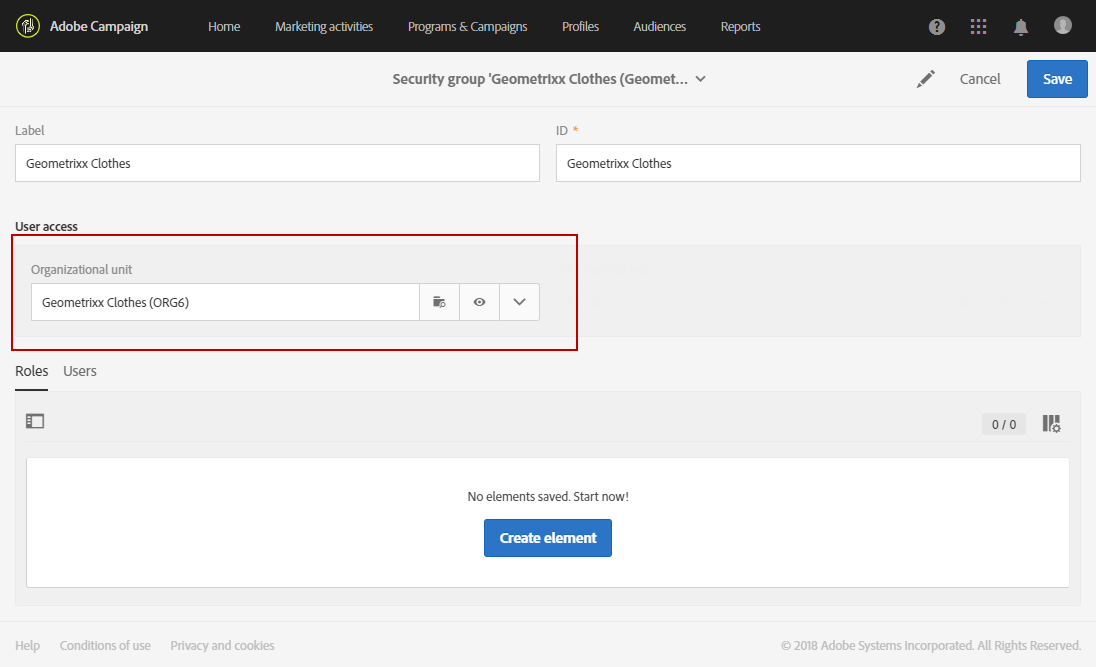 Adobe Campaign Home Marketing activities Programs & Campaigns Profiles Audiences Reports
Security group 'Geometrixx Clothes (Geomet... Cancel Save
Label ID *
Geometrixx Clothes Geometrixx Clothes
User access
Organizational unit
Geometrixx Clothes (ORG6)
Roles Users
0 / 0
No elements saved. Start now!
Create element
Help Conditions of use Privacy and cookies © 2018 Adobe Systems Incorporated. All Rights Reserved.